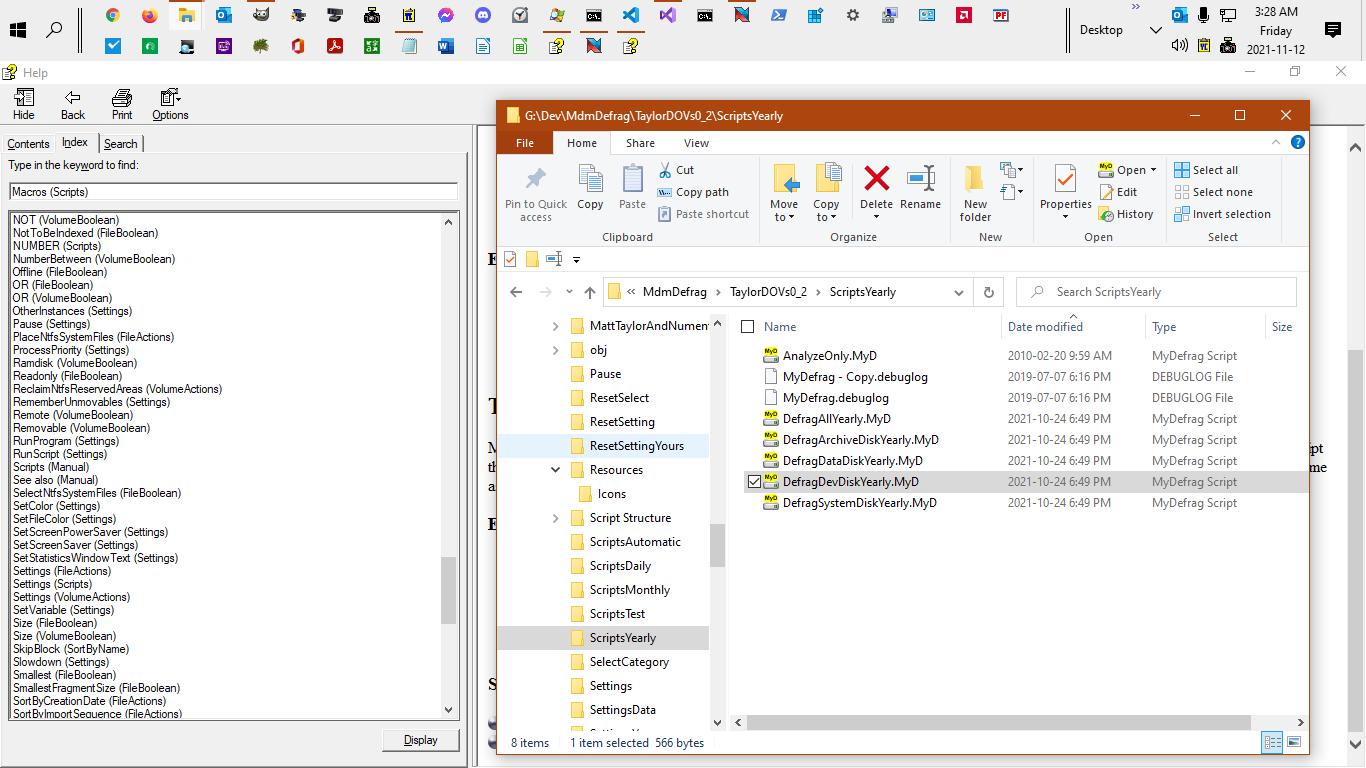 Desktop
3:28 AM
Friday
2021-11-12
Help
Hide
Back
Print
Options
Contents
Index
Search
Type in the keyword to find:
Macros (Scripts)
NOT (VolumeBoolean)
NotToBeIndexed (FileBoolean)
NUMBER (Scripts)
NumberBetween (VolumeBoolean)
Offline (FileBoolean)
OR (FileBoolean)
OR (VolumeBoolean)
OtherInstances (Settings)
Pause (Settings)
PlaceNtfsSystemFiles (FileActions)
ProcessPriority (Settings)
Ramdisk (VolumeBoolean)
Readonly (FileBoolean)
ReclaimNtfsReservedAreas (VolumeActions)
RememberUnmovables (Settings)
Remote (VolumeBoolean)
Removable (VolumeBoolean)
RunProgram (Settings)
RunScript (Settings)
Scripts (Manual)
See also (Manual)
SelectNtfsSystemFiles (FileBoolean)
SetColor (Settings)
SetFileColor (Settings)
SetScreenPowerSaver (Settings)
SetScreenSaver (Settings)
SetStatisticsWindowText (Settings)
Settings (FileActions)
Settings (Scripts)
Settings (VolumeActions)
SetVariable (Settings)
Size (FileBoolean)
Size (VolumeBoolean)
SkipBlock (SortByName)
Slowdown (Settings)
Smallest (FileBoolean)
SmallestFragmentSize (FileBoolean)
SortByCreationDate (FileActions)
SortByImportSequence (FileActions)
Display
G:\Dev\MdmDefrag\TaylorDOVs0_2\ScriptsYearly
File
Home
Share
View
Pin to Quick access
Copy
Paste
Cut
Copy path
Paste shortcut
Clipboard
Move to
Copy to
Delete
Rename
Organize
New folder
New
Properties
Open
Edit
History
Open
Select all
Select none
Invert selection
Select
« MdmDefrag › TaylorDOVs0_2 › ScriptsYearly
Search ScriptsYearly
MattTaylorAndNumen
obj
Pause
ResetSelect
ResetSetting
ResetSettingYours
Resources
Icons
Script Structure
ScriptsAutomatic
ScriptsDaily
ScriptsMonthly
ScriptsTest
ScriptsYearly
SelectCategory
Settings
SettingsData
Name Date modified Type Size
AnalyzeOnly.MyD 2010-02-20 9:59 AM MyDefrag Script
MyDefrag - Copy.debuglog 2019-07-07 6:16 PM DEBUGLOG File
MyDefrag.debuglog 2019-07-07 6:16 PM DEBUGLOG File
DefragAllYearly.MyD 2021-10-24 6:49 PM MyDefrag Script
DefragArchiveDiskYearly.MyD 2021-10-24 6:49 PM MyDefrag Script
DefragDataDiskYearly.MyD 2021-10-24 6:49 PM MyDefrag Script
DefragDevDiskYearly.MyD 2021-10-24 6:49 PM MyDefrag Script
DefragSystemDiskYearly.MyD 2021-10-24 6:49 PM MyDefrag Script
8 items 1 item selected 566 bytes